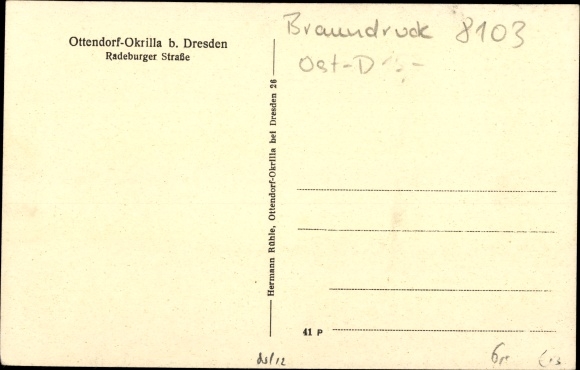 Ottendorf-Okrilla b. Dresden
Radeburger Straße
Hermann Rühle, Ottendorf-Okrilla bei Dresden 26
Braundruck 8103
Ost-D
41 P